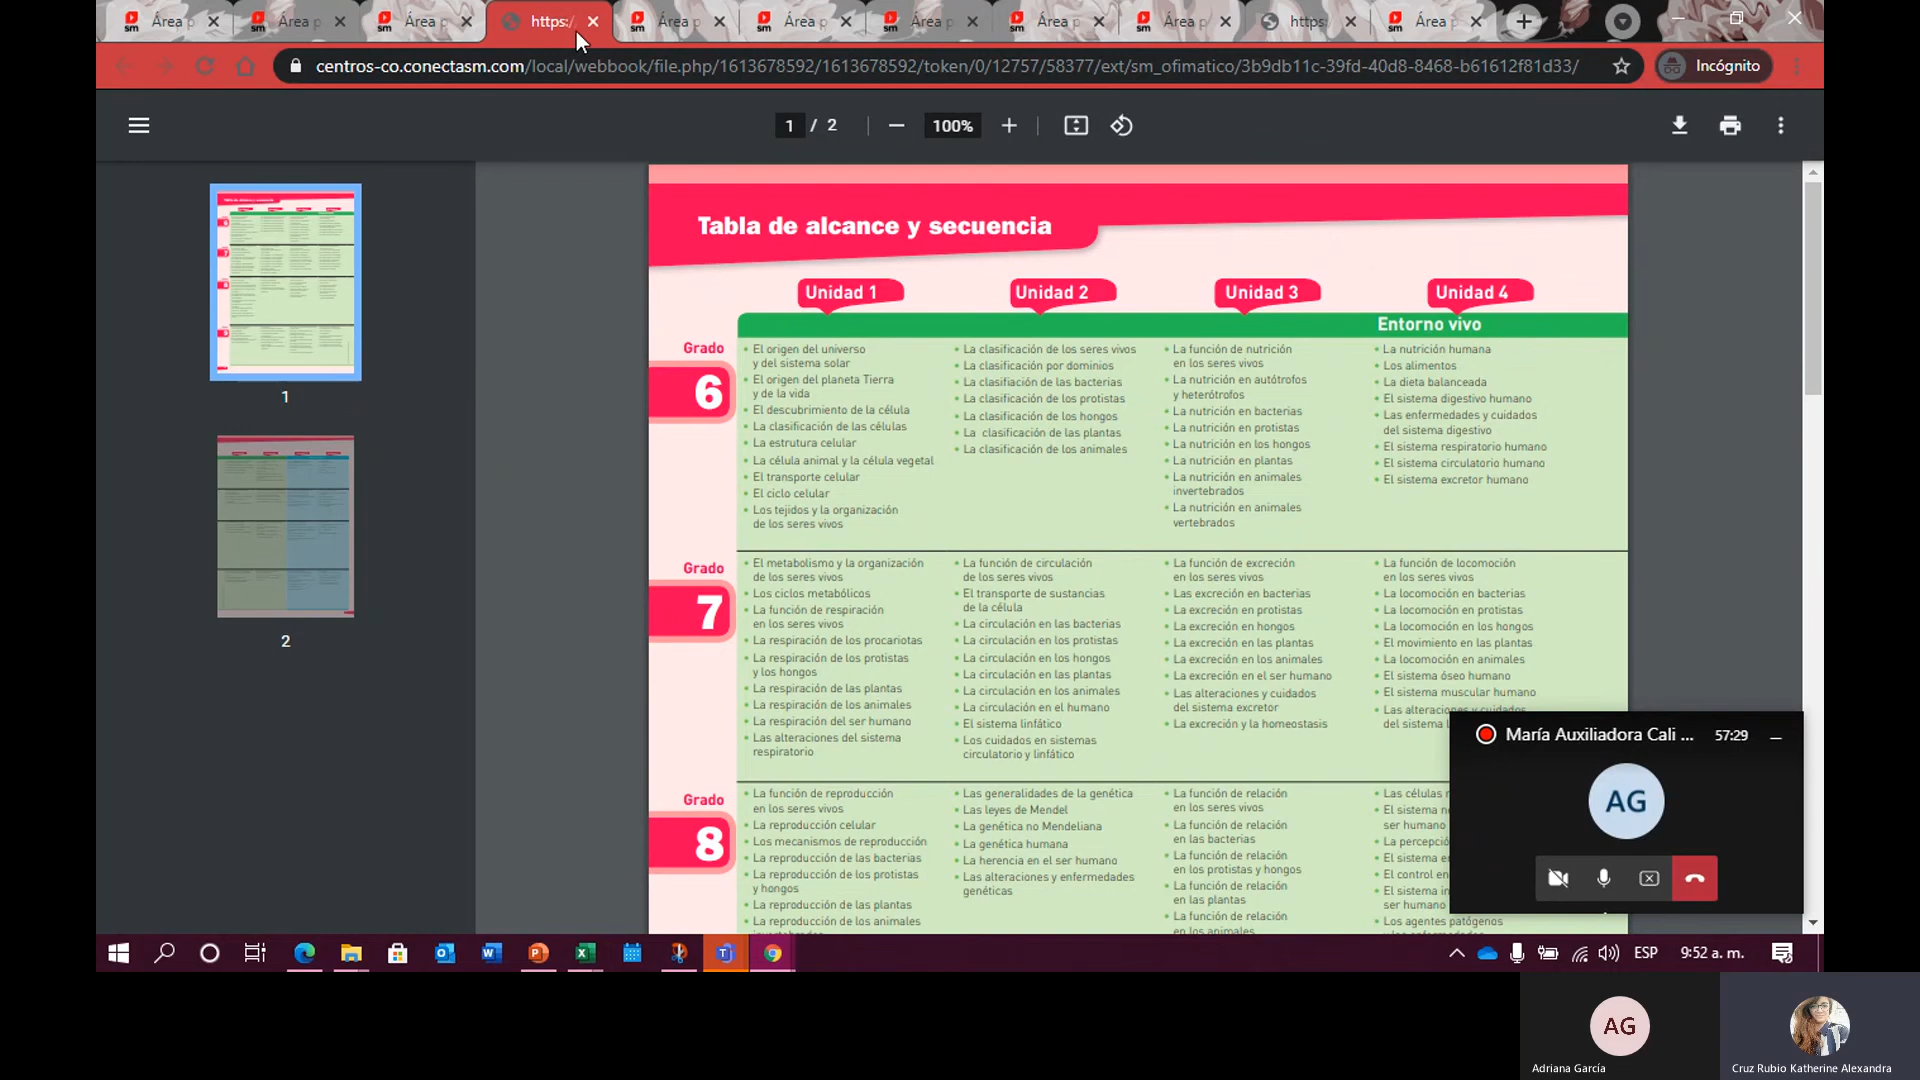 Área p
Área p
Área p
https:/
Área p
Área p
Área p
Área p
Área p
https:
Área p
centros-co.conectasm.com/local/webbook/file.php/1613678592/1613678592/token/0/12757/58377/ext/sm_ofimatico/3b9db11c-39fd-40d8-8468-b61612f81d33/
Incógnito
1 / 2
100%
1
2
Tabla de alcance y secuencia
Unidad 1
Unidad 2
Unidad 3
Unidad 4
Entorno vivo
Grado
6
• El origen del universo
y del sistema solar
• El origen del planeta Tierra
y de la vida
• El descubrimiento de la célula
• La clasificación de las células
• La estrutura celular
• La célula animal y la célula vegetal
• El transporte celular
• El ciclo celular
• Los tejidos y la organización
de los seres vivos
• La clasificación de los seres vivos
• La clasificación por dominios
• La clasifiación de las bacterias
• La clasificación de los protistas
• La clasificación de los hongos
• La clasificación de las plantas
• La clasificación de los animales
• La función de nutrición
en los seres vivos
• La nutrición en autótrofos
y heterótrofos
• La nutrición en bacterias
• La nutrición en protistas
• La nutrición en los hongos
• La nutrición en plantas
• La nutrición en animales
invertebrados
• La nutrición en animales
vertebrados
• La nutrición humana
• Los alimentos
• La dieta balanceada
• El sistema digestivo humano
• Las enfermedades y cuidados
del sistema digestivo
• El sistema respiratorio humano
• El sistema circulatorio humano
• El sistema excretor humano
Grado
7
• El metabolismo y la organización
de los seres vivos
• Los ciclos metabólicos
• La función de respiración
en los seres vivos
• La respiración de los procariotas
• La respiración de los protistas
y los hongos
• La respiración de las plantas
• La respiración de los animales
• La respiración del ser humano
• Las alteraciones del sistema
respiratorio
• La función de circulación
de los seres vivos
• El transporte de sustancias
de la célula
• La circulación en las bacterias
• La circulación en los protistas
• La circulación en los hongos
• La circulación en las plantas
• La circulación en los animales
• La circulación en el humano
• El sistema linfático
• Los cuidados en sistemas
circulatorio y linfático
• La función de excreción
en los seres vivos
• Las excreción en bacterias
• La excreción en protistas
• La excreción en hongos
• La excreción en las plantas
• La excreción en los animales
• La excreción en el ser humano
• Las alteraciones y cuidados
del sistema excretor
• La excreción y la homeostasis
• La función de locomoción
en los seres vivos
• La locomoción en bacterias
• La locomoción en protistas
• La locomoción en los hongos
• El movimiento en las plantas
• La locomoción en animales
• El sistema óseo humano
• El sistema muscular humano
• Las alteraciones y cuidados
del sistema
Grado
8
• La función de reproducción
en los seres vivos
• La reproducción celular
• Los mecanismos de reproducción
• La reproducción de las bacterias
• La reproducción de los protistas
y hongos
• La reproducción de las plantas
• La reproducción de los animales
• Las generalidades de la genética
• Las leyes de Mendel
• La genética no Mendeliana
• La genética humana
• La herencia en el ser humano
• Las alteraciones y enfermedades
genéticas
• La función de relación
en los seres vivos
• La función de relación
en las bacterias
• La función de relación
en los protistas y hongos
• La función de relación
en las plantas
• La función de relación
en los animales
• Las células
• El sistema
ser humano
• La
• El sistema
• El control en
• El sistema
ser humano
• Los agentes patógenos
María Auxiliadora Cali ...
57:29
AG
ESP
9:52 a. m.
AG
Adriana García
Cruz Rubio Katherine Alexandra